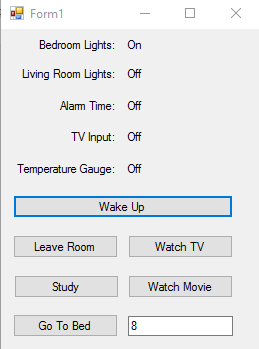 Form1
Bedroom Lights: On
Living Room Lights: Off
Alarm Time: Off
TV Input: Off
Temperature Gauge: Off
Wake Up
Leave Room Watch TV
Study Watch Movie
Go To Bed 8